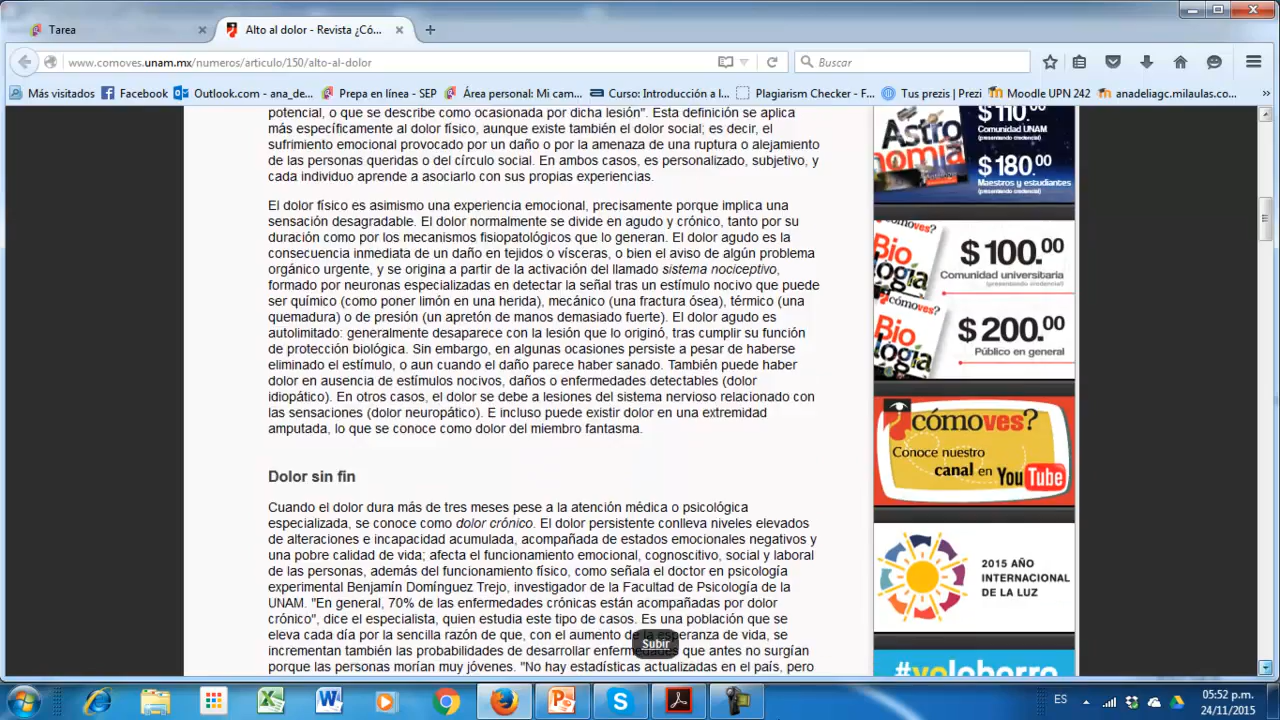 Tarea
Alto al dolor - Revista ¿Có...
www.comoves.unam.mx/numeros/articulo/150/alto-al-dolor
Buscar
Más visitados
Facebook
Outlook.com - ana_de...
Prepa en línea - SEP
Área personal: Mi cam...
Curso: Introducción a l...
Plagiarism Checker - F...
Tus prezis | Prezi
Moodle UPN 242
anadeliagc.milaulas.co...
potencial, o que se describe como ocasionada por dicha lesión". Esta definición se aplica
más específicamente al dolor físico, aunque existe también el dolor social; es decir, el
sufrimiento emocional provocado por un daño o por la amenaza de una ruptura o alejamiento
de las personas queridas o del círculo social. En ambos casos, es personalizado, subjetivo, y
cada individuo aprende a asociarlo con sus propias experiencias.
El dolor físico es asimismo una experiencia emocional, precisamente porque implica una
sensación desagradable. El dolor normalmente se divide en agudo y crónico, tanto por su
duración como por los mecanismos fisiopatológicos que lo generan. El dolor agudo es la
consecuencia inmediata de un daño en tejidos o vísceras, o bien el aviso de algún problema
orgánico urgente, y se origina a partir de la activación del llamado sistema nociceptivo,
formado por neuronas especializadas en detectar la señal tras un estímulo nocivo que puede
ser químico (como poner limón en una herida), mecánico (una fractura ósea), térmico (una
quemadura) o de presión (un apretón de manos demasiado fuerte). El dolor agudo es
autolimitado: generalmente desaparece con la lesión que lo originó, tras cumplir su función
de protección biológica. Sin embargo, en algunas ocasiones persiste a pesar de haberse
eliminado el estímulo, o aun cuando el daño parece haber sanado. También puede haber
dolor en ausencia de estímulos nocivos, daños o enfermedades detectables (dolor
idiopático). En otros casos, el dolor se debe a lesiones del sistema nervioso relacionado con
las sensaciones (dolor neuropático). E incluso puede existir dolor en una extremidad
amputada, lo que se conoce como dolor del miembro fantasma.
Dolor sin fin
Cuando el dolor dura más de tres meses pese a la atención médica o psicológica
especializada, se conoce como dolor crónico. El dolor persistente conlleva niveles elevados
de alteraciones e incapacidad acumulada, acompañada de estados emocionales negativos y
una pobre calidad de vida; afecta el funcionamiento emocional, cognoscitivo, social y laboral
de las personas, además del funcionamiento físico, como señala el doctor en psicología
experimental Benjamín Domínguez Trejo, investigador de la Facultad de Psicología de la
UNAM. "En general, 70% de las enfermedades crónicas están acompañadas por dolor
crónico", dice el especialista, quien estudia este tipo de casos. Es una población que se
eleva cada día por la sencilla razón de que, con el aumento de la esperanza de vida, se
incrementan también las probabilidades de desarrollar enfermedades que antes no surgían
porque las personas morían muy jóvenes. "No hay estadísticas actualizadas en el país, pero
Subir
Astro
nomía
$110.00
Comunidad UNAM
(presentando credencial)
$180.00
Maestros y estudiantes
(presentando credencial)
Bio
logía
$100.00
Comunidad universitaria
(presentando credencial)
¿cómoves?
Bio
logía
$200.00
Público en general
¿cómoves?
Conoce nuestro
canal en
YouTube
2015 AÑO
INTERNACIONAL
DE LA LUZ
#yoloborro
ES
05:52 p.m.
24/11/2015